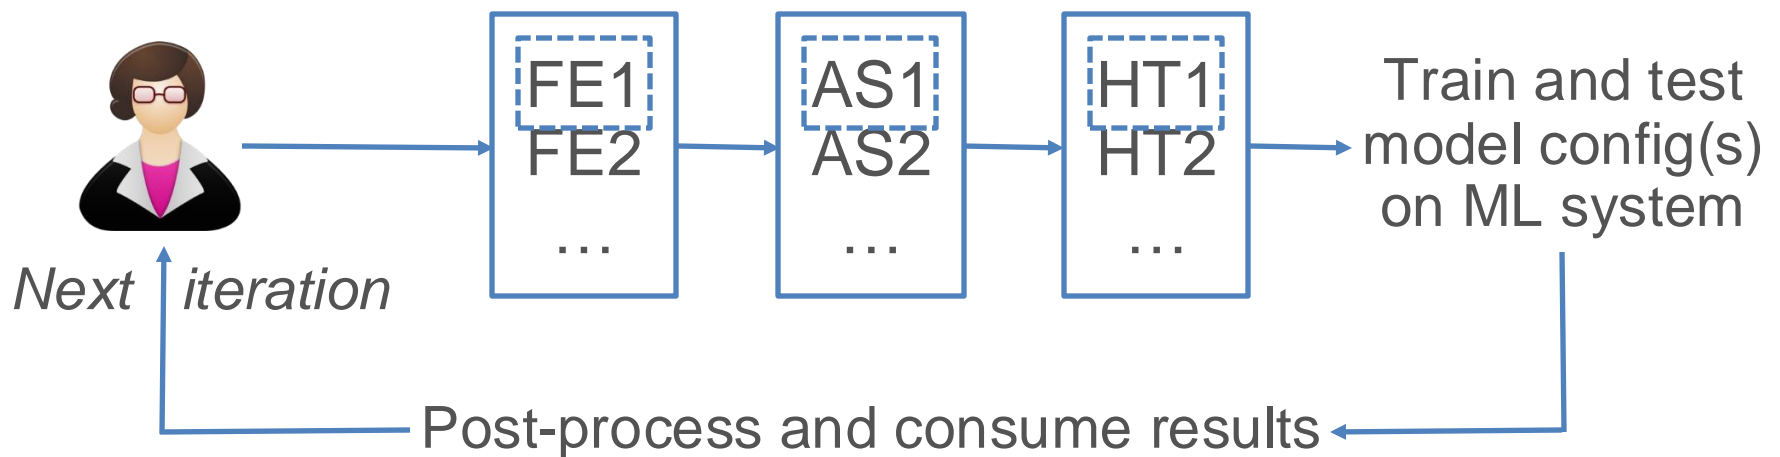 FE1
FE2
…
AS1
AS2
…
HT1
HT2
…
Train and test
model config(s)
on ML system
Next iteration
Post-process and consume results